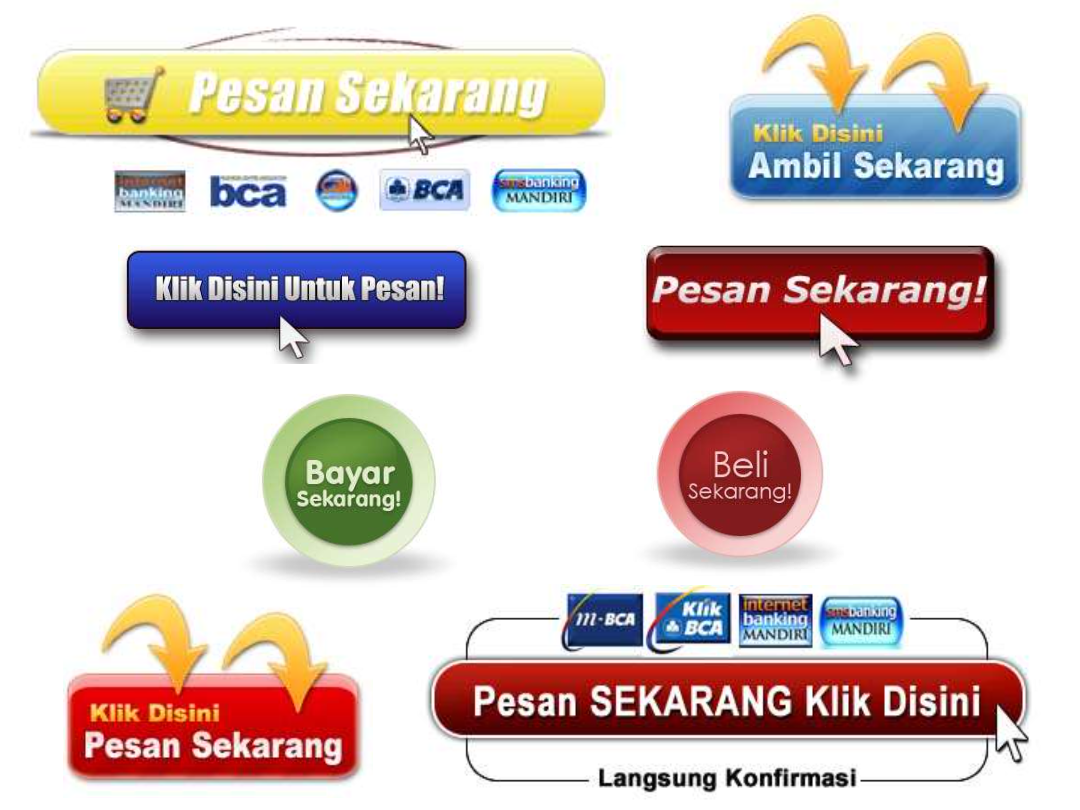 Pesan Sekarang
internet
banking
MANDIRI
bca
BCA
smsbanking
MANDIRI
Klik Disini
Ambil Sekarang
Klik Disini Untuk Pesan!
Pesan Sekarang!
Bayar
Sekarang!
Beli
Sekarang!
Klik Disini
Pesan Sekarang
m-BCA
Klik
BCA
internet
banking
MANDIRI
smsbanking
MANDIRI
Pesan SEKARANG Klik Disini
Langsung Konfirmasi